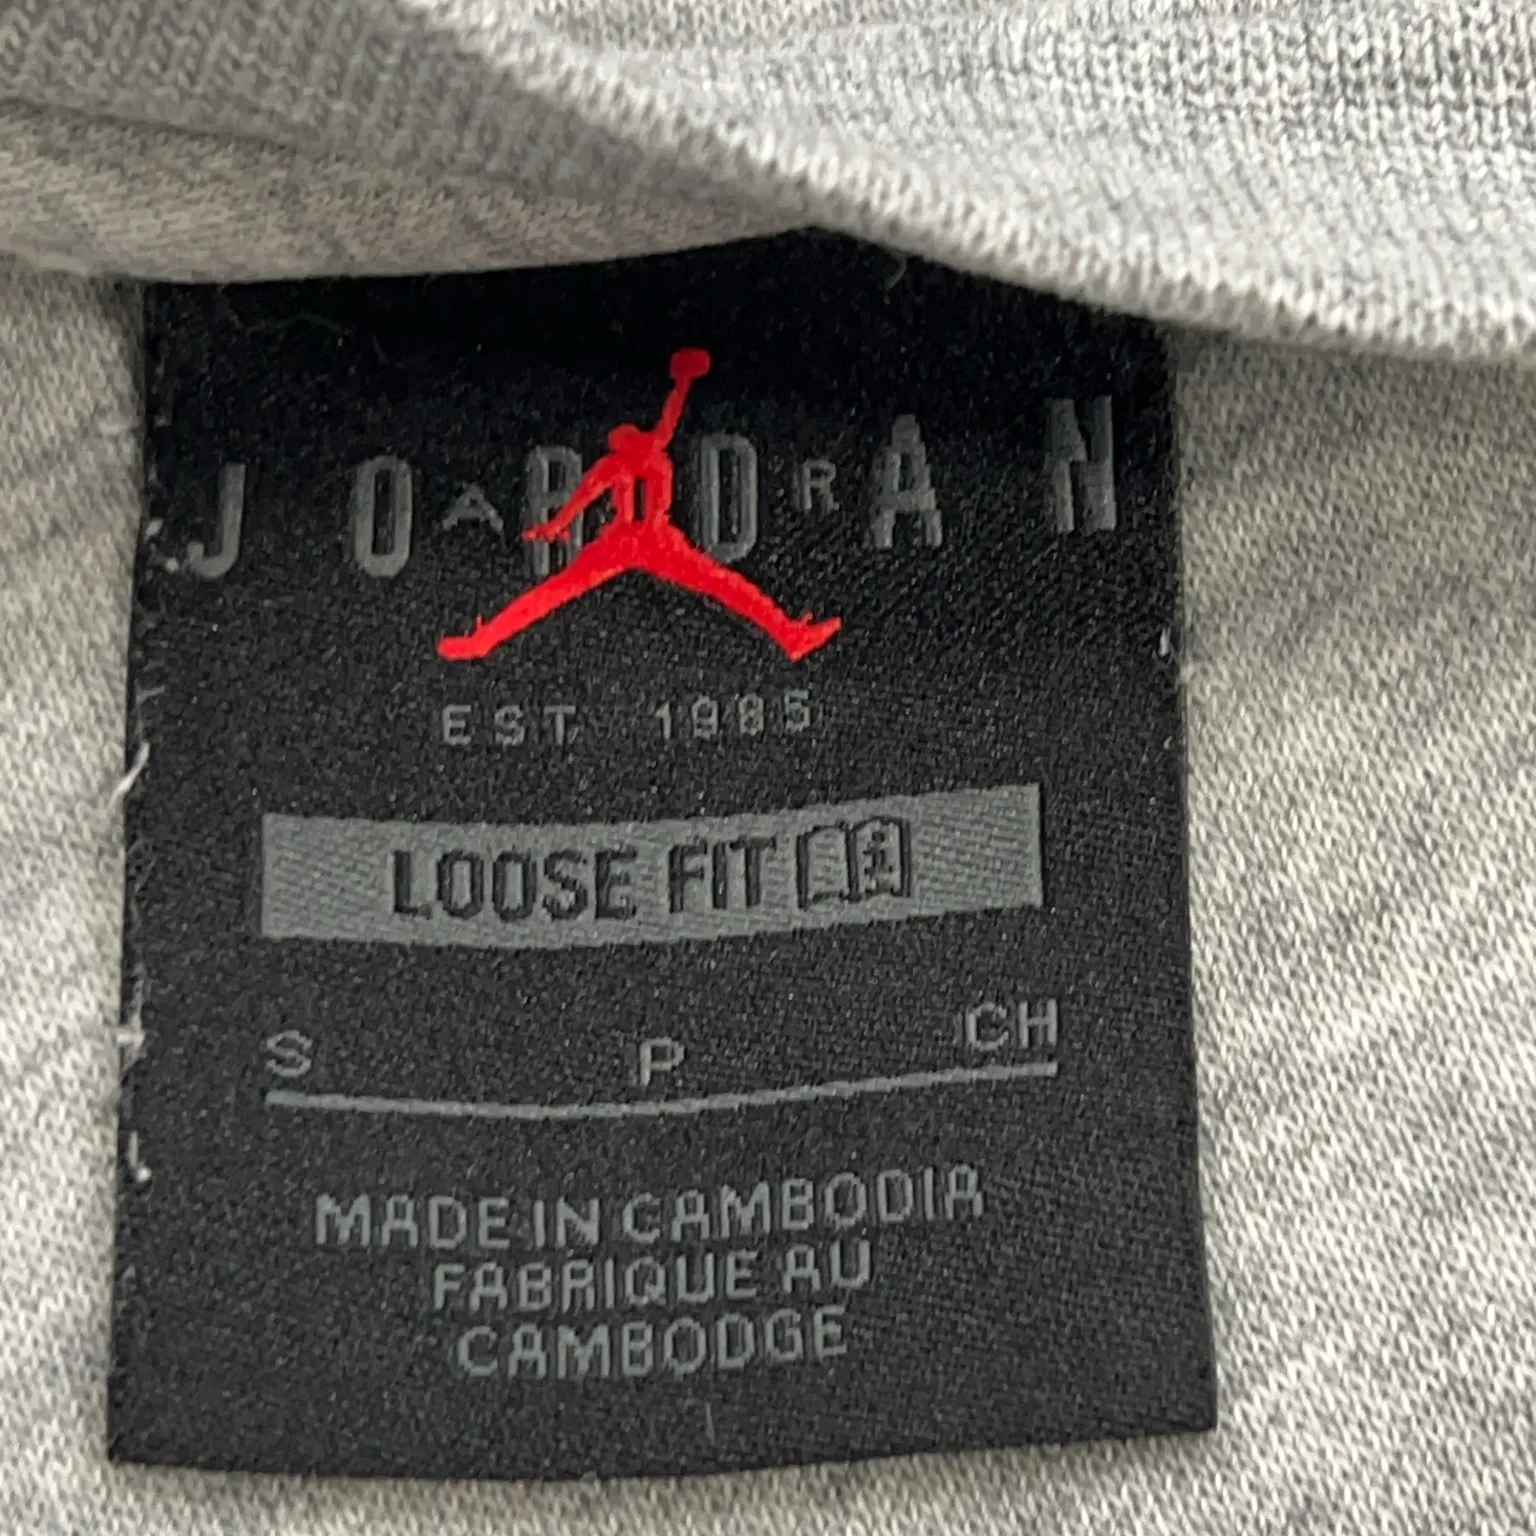 JORDAN
AIR
EST. 1985
LOOSE FIT
S P CH
MADE IN CAMBODIA
FABRIQUE AU
CAMBODGE